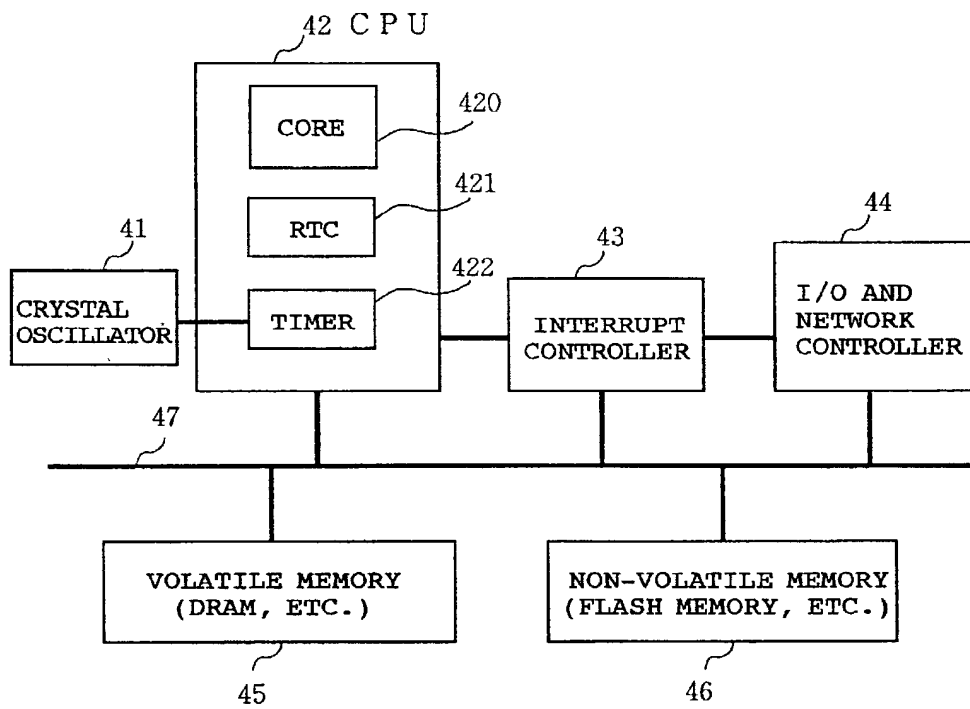 42 CPU
CORE
420
RTC
421
TIMER
422
41
CRYSTAL
OSCILLATOR
43
INTERRUPT
CONTROLLER
44
I/O AND
NETWORK
CONTROLLER
47
VOLATILE MEMORY
(DRAM, ETC.)
45
NON-VOLATILE MEMORY
(FLASH MEMORY, ETC.)
46